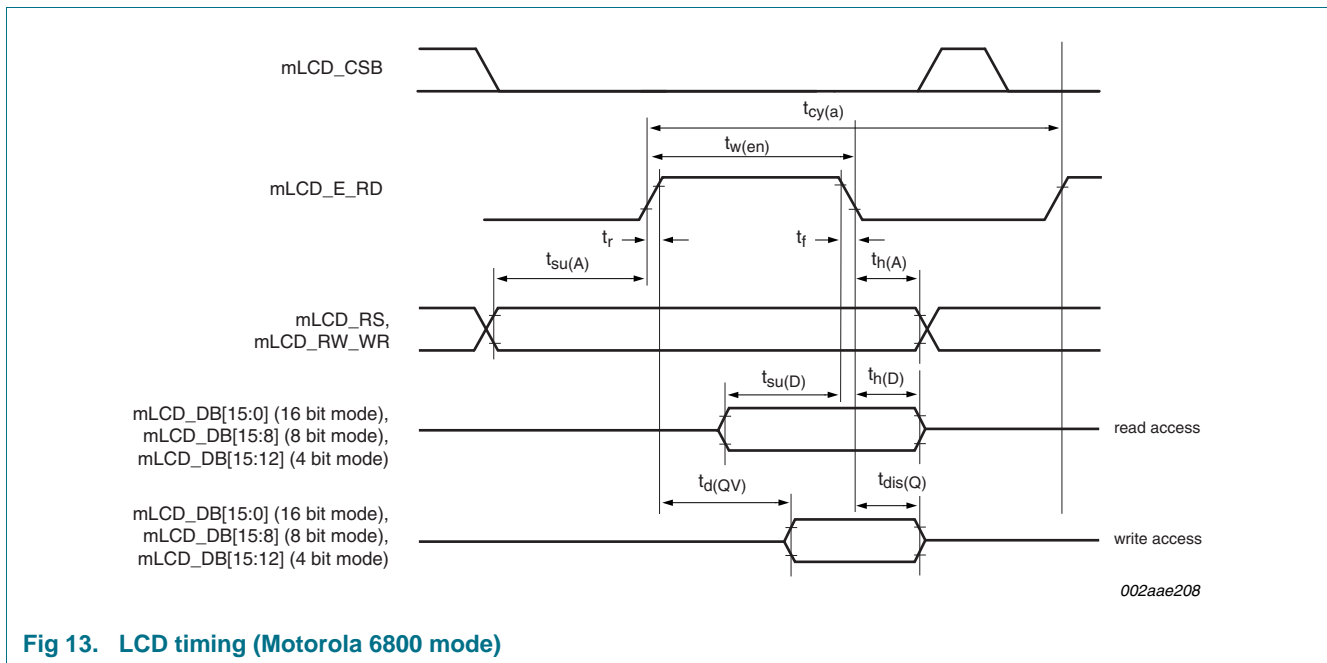 mLCD_CSB
tcy(a)
tw(en)
mLCD_E_RD
tr
tf
tsu(A)
th(A)
mLCD_RS,
mLCD_RW_WR
tsu(D)
th(D)
mLCD_DB[15:0] (16 bit mode),
mLCD_DB[15:8] (8 bit mode),
mLCD_DB[15:12] (4 bit mode)
read access
td(QV)
tdis(Q)
mLCD_DB[15:0] (16 bit mode),
mLCD_DB[15:8] (8 bit mode),
mLCD_DB[15:12] (4 bit mode)
write access
002aae208
Fig 13. LCD timing (Motorola 6800 mode)